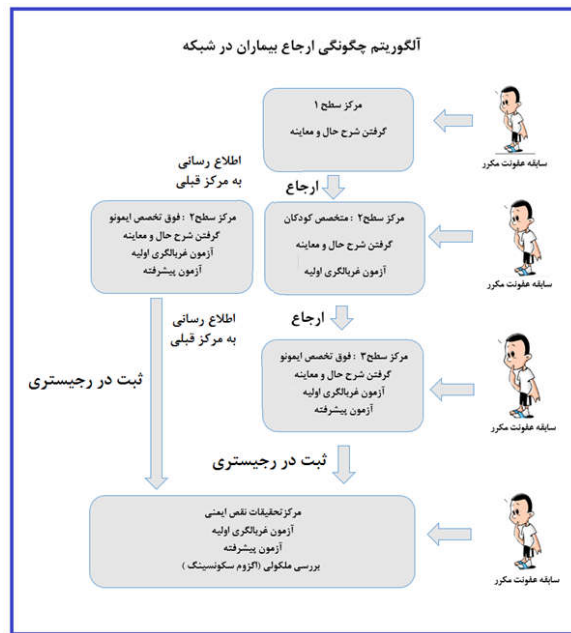 آلگوریتم چگونگی ارجاع بیماران در شبکه
مرکز سطح ۱
گرفتن شرح حال و معاینه
سابقه عفونت مکرر
ارجاع
اطلاع رسانی
به مرکز قبلی
مرکز سطح۲ : متخصص کودکان
گرفتن شرح حال و معاینه
آزمون غربالگری اولیه
سابقه عفونت مکرر
مرکز سطح۲ : فوق تخصص ایمونو
گرفتن شرح حال و معاینه
آزمون غربالگری اولیه
آزمون پیشرفته
ارجاع
اطلاع رسانی
به مرکز قبلی
مرکز سطح۳ : فوق تخصص ایمونو
گرفتن شرح حال و معاینه
آزمون غربالگری اولیه
آزمون پیشرفته
سابقه عفونت مکرر
ثبت در رجیستری
ثبت در رجیستری
مرکز تحقیقات نقص ایمنی
آزمون غربالگری اولیه
آزمون پیشرفته
بررسی ملکولی (اگزوم سکونسینگ )
سابقه عفونت مکرر